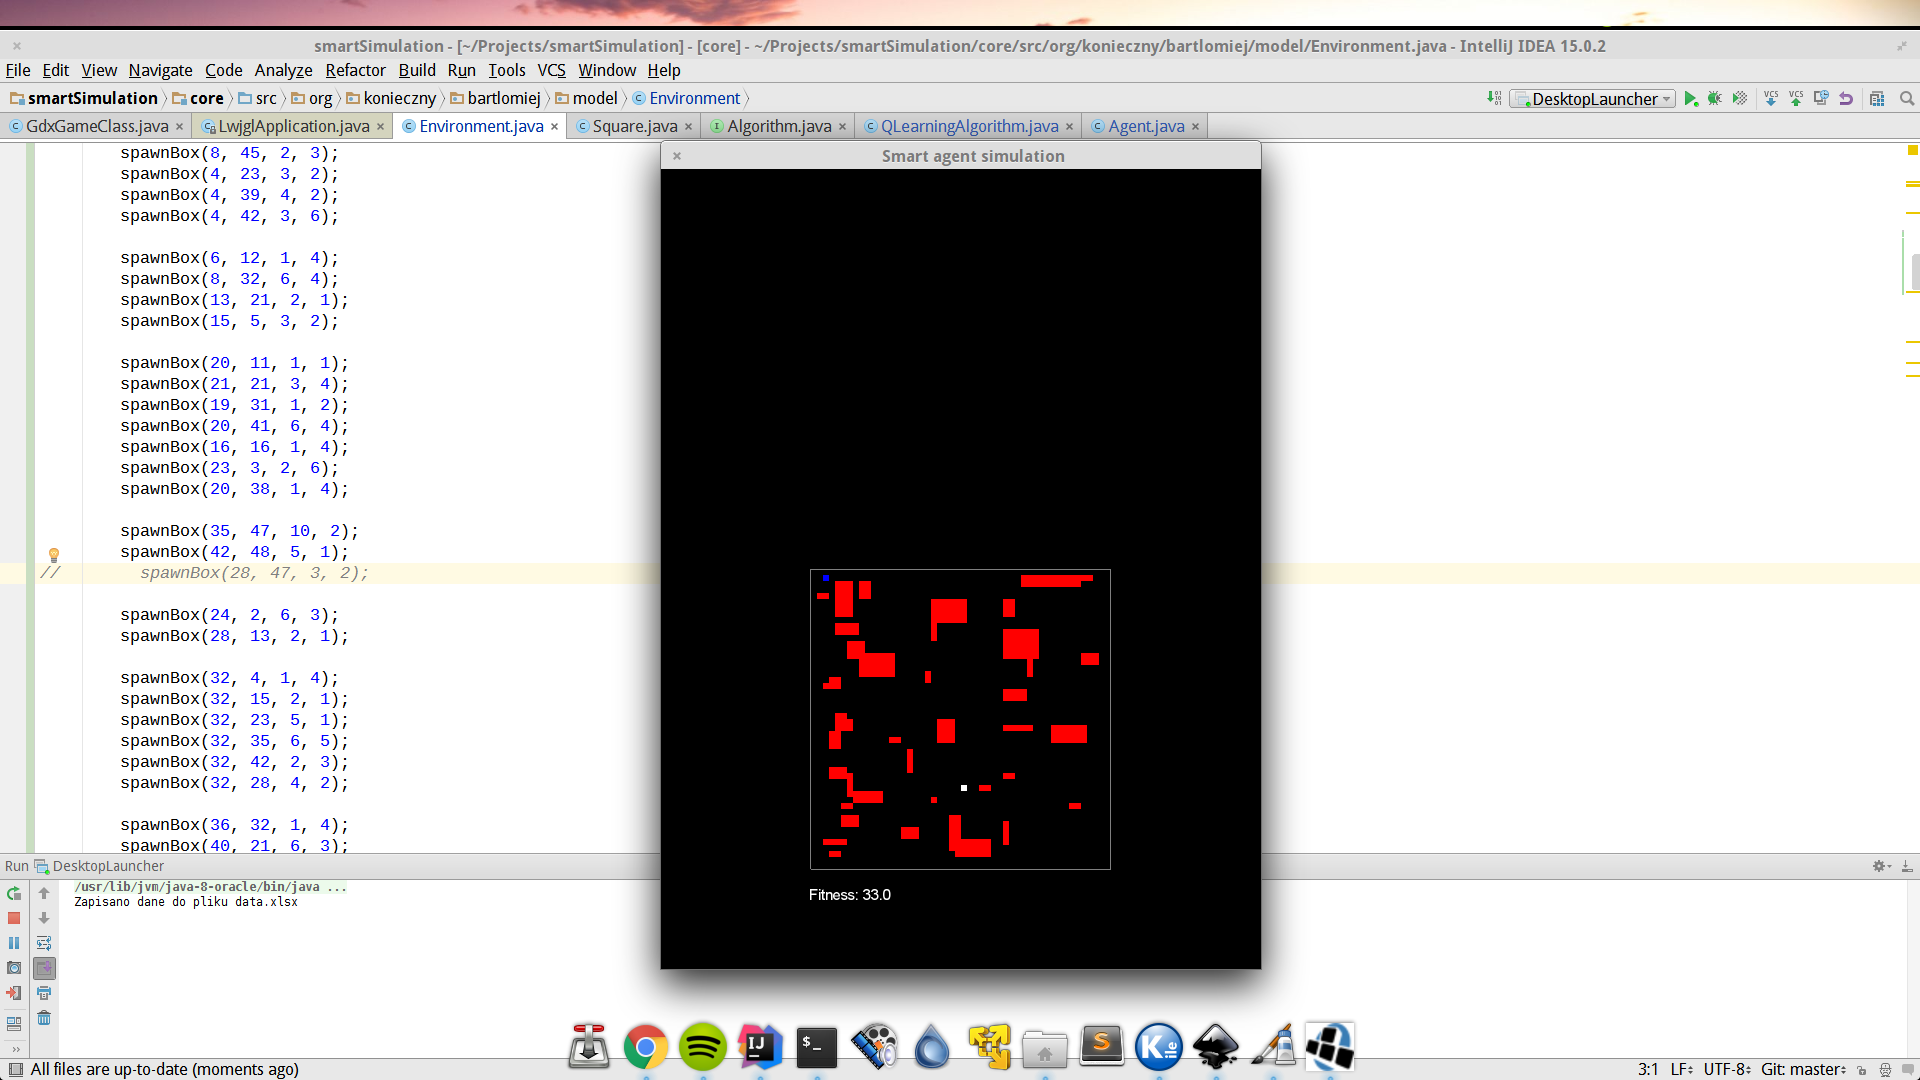 smartSimulation - [~/Projects/smartSimulation] - [core] - ~/Projects/smartSimulation/core/src/org/konieczny/bartlomiej/model/Environment.java - IntelliJ IDEA 15.0.2
File Edit View Navigate Code Analyze Refactor Build Run Tools VCS Window Help
smartSimulation core src org konieczny bartlomiej model Environment DesktopLauncher VCS VCS
GdxGameClass.java LwjglApplication.java Environment.java Square.java Algorithm.java QLearningAlgorithm.java Agent.java
spawnBox(8, 45, 2, 3);
spawnBox(4, 23, 3, 2);
spawnBox(4, 39, 4, 2);
spawnBox(4, 42, 3, 6);
spawnBox(6, 12, 1, 4);
spawnBox(8, 32, 6, 4);
spawnBox(13, 21, 2, 1);
spawnBox(15, 5, 3, 2);
spawnBox(20, 11, 1, 1);
spawnBox(21, 21, 3, 4);
spawnBox(19, 31, 1, 2);
spawnBox(20, 41, 6, 4);
spawnBox(16, 16, 1, 4);
spawnBox(23, 3, 2, 6);
spawnBox(20, 38, 1, 4);
spawnBox(35, 47, 10, 2);
spawnBox(42, 48, 5, 1);
// spawnBox(28, 47, 3, 2);
spawnBox(24, 2, 6, 3);
spawnBox(28, 13, 2, 1);
spawnBox(32, 4, 1, 4);
spawnBox(32, 15, 2, 1);
spawnBox(32, 23, 5, 1);
spawnBox(32, 35, 6, 5);
spawnBox(32, 42, 2, 3);
spawnBox(32, 28, 4, 2);
spawnBox(36, 32, 1, 4);
spawnBox(40, 21, 6, 3);
Smart agent simulation
Fitness: 33.0
Run DesktopLauncher
/usr/lib/jvm/java-8-oracle/bin/java ...
Zapisano dane do pliku data.xlsx
IJ
$_
S
K:le
All files are up-to-date (moments ago)
3:1 LF UTF-8 Git: master